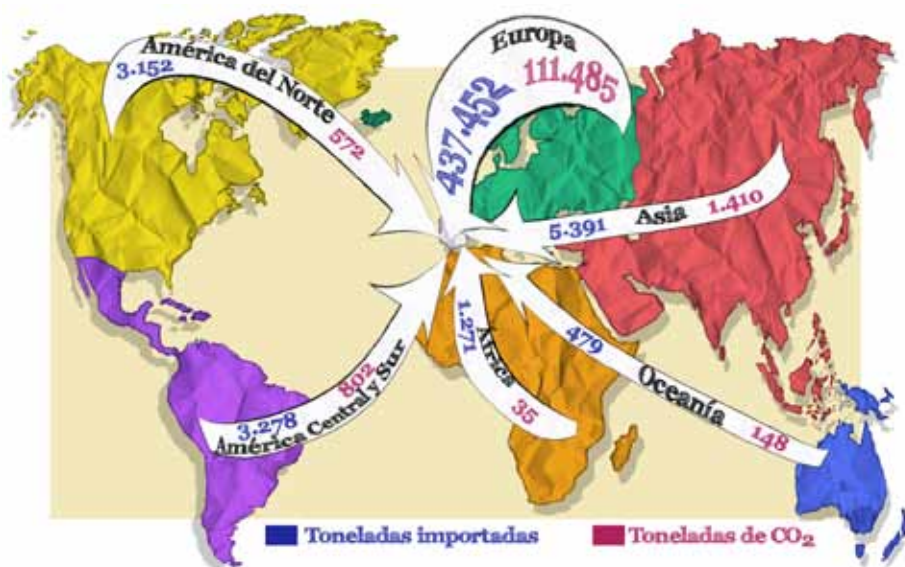 América del Norte
3.152
572
Europa
437.452
111.485
Asia
5.391
1.410
América Central y Sur
3.278
802
África
1.271
35
Oceanía
479
148
Toneladas importadas
Toneladas de CO₂